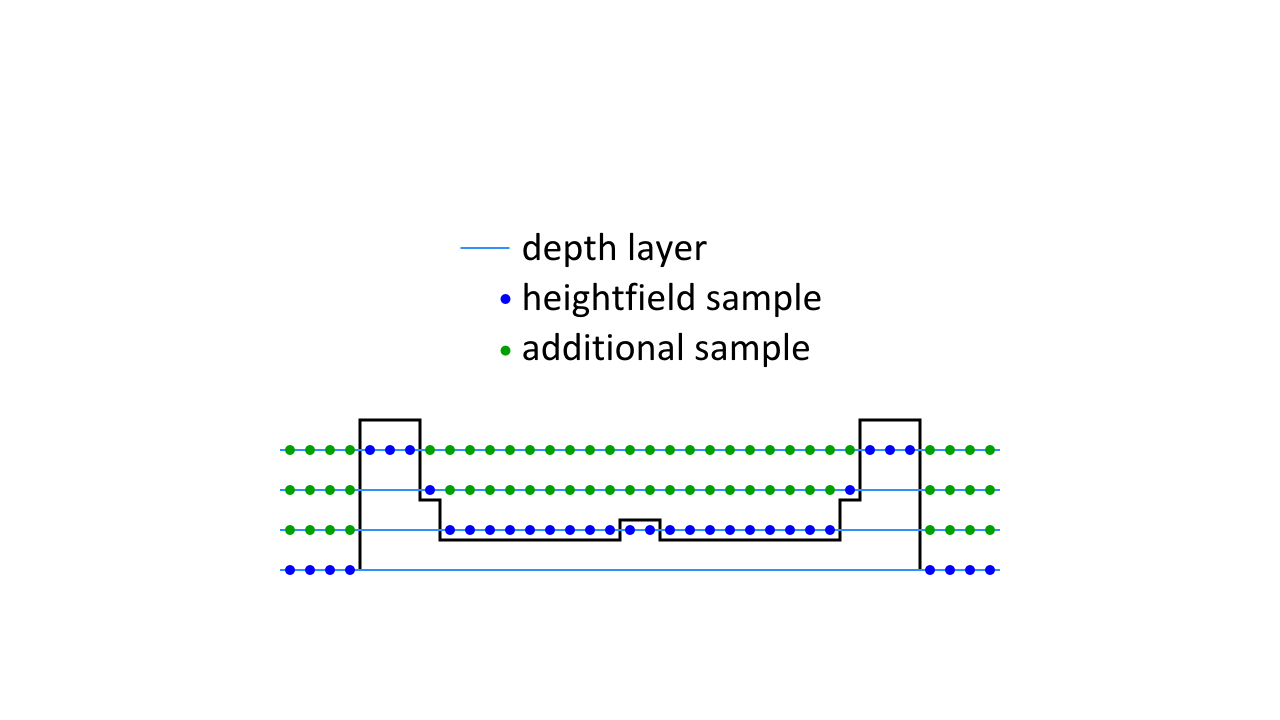 depth layer
heightfield sample
additional sample